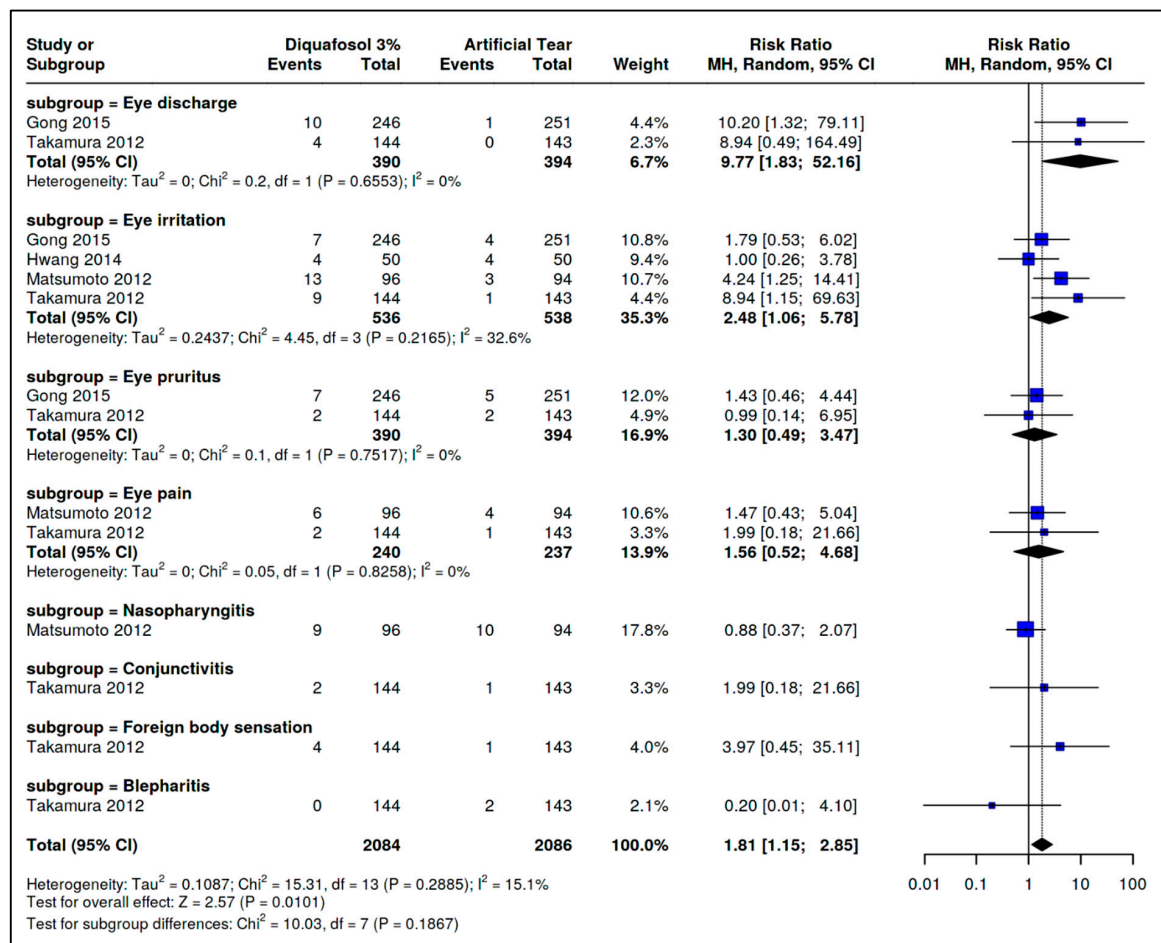 Study or Diquafosol 3% Artificial Tear Risk Ratio Risk Ratio
Subgroup Events Total Events Total Weight MH, Random, 95% CI MH, Random, 95% CI
subgroup = Eye discharge
Gong 2015 10 246 1 251 4.4% 10.20 [1.32; 79.11]
Takamura 2012 4 144 0 143 2.3% 8.94 [0.49; 164.49]
Total (95% CI) 390 394 6.7% 9.77 [1.83; 52.16]
Heterogeneity: Tau² = 0; Chi² = 0.2, df = 1 (P = 0.6553); I² = 0%
subgroup = Eye irritation
Gong 2015 7 246 4 251 10.8% 1.79 [0.53; 6.02]
Hwang 2014 4 50 4 50 9.4% 1.00 [0.26; 3.78]
Matsumoto 2012 13 96 3 94 10.7% 4.24 [1.25; 14.41]
Takamura 2012 9 144 1 143 4.4% 8.94 [1.15; 69.63]
Total (95% CI) 536 538 35.3% 2.48 [1.06; 5.78]
Heterogeneity: Tau² = 0.2437; Chi² = 4.45, df = 3 (P = 0.2165); I² = 32.6%
subgroup = Eye pruritus
Gong 2015 7 246 5 251 12.0% 1.43 [0.46; 4.44]
Takamura 2012 2 144 2 143 4.9% 0.99 [0.14; 6.95]
Total (95% CI) 390 394 16.9% 1.30 [0.49; 3.47]
Heterogeneity: Tau² = 0; Chi² = 0.1, df = 1 (P = 0.7517); I² = 0%
subgroup = Eye pain
Matsumoto 2012 6 96 4 94 10.6% 1.47 [0.43; 5.04]
Takamura 2012 2 144 1 143 3.3% 1.99 [0.18; 21.66]
Total (95% CI) 240 237 13.9% 1.56 [0.52; 4.68]
Heterogeneity: Tau² = 0; Chi² = 0.05, df = 1 (P = 0.8258); I² = 0%
subgroup = Nasopharyngitis
Matsumoto 2012 9 96 10 94 17.8% 0.88 [0.37; 2.07]
subgroup = Conjunctivitis
Takamura 2012 2 144 1 143 3.3% 1.99 [0.18; 21.66]
subgroup = Foreign body sensation
Takamura 2012 4 144 1 143 4.0% 3.97 [0.45; 35.11]
subgroup = Blepharitis
Takamura 2012 0 144 2 143 2.1% 0.20 [0.01; 4.10]
Total (95% CI) 2084 2086 100.0% 1.81 [1.15; 2.85]
Heterogeneity: Tau² = 0.1087; Chi² = 15.31, df = 13 (P = 0.2885); I² = 15.1%
Test for overall effect: Z = 2.57 (P = 0.0101)
Test for subgroup differences: Chi² = 10.03, df = 7 (P = 0.1867)
0.01 0.1 1 10 100